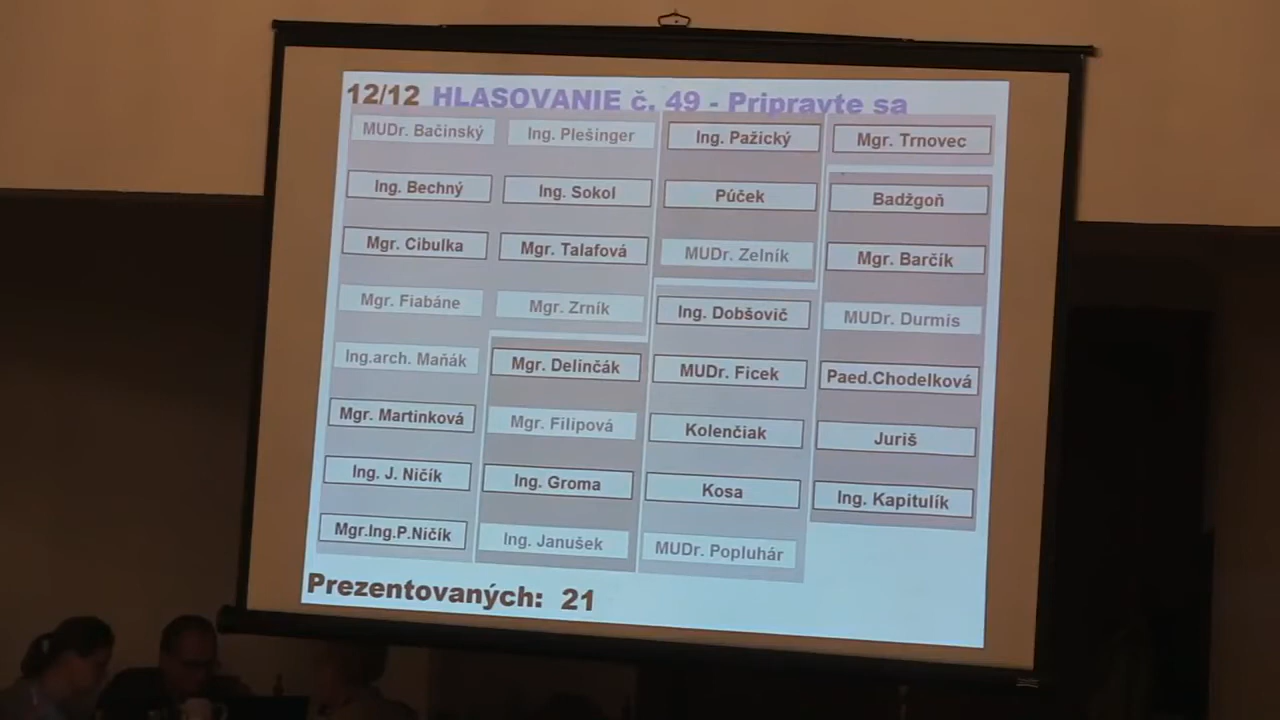 12/12 HLASOVANIE č. 49 - Pripravte sa
MUDr. Bačinský
Ing. Bechný
Mgr. Cibulka
Mgr. Fiabáne
Ing.arch. Maňák
Mgr. Martinková
Ing. J. Ničík
Mgr.Ing.P.Ničík
Ing. Plešinger
Ing. Sokol
Mgr. Talafová
Mgr. Zrník
Mgr. Delinčák
Mgr. Filipová
Ing. Groma
Ing. Janušek
Ing. Pažický
Púček
MUDr. Zelník
Ing. Dobšovič
MUDr. Ficek
Kolenčiak
Kosa
MUDr. Popluhár
Mgr. Trnovec
Badžgoň
Mgr. Barčík
MUDr. Durmis
Paed.Chodelková
Juriš
Ing. Kapitulík
Prezentovaných: 21